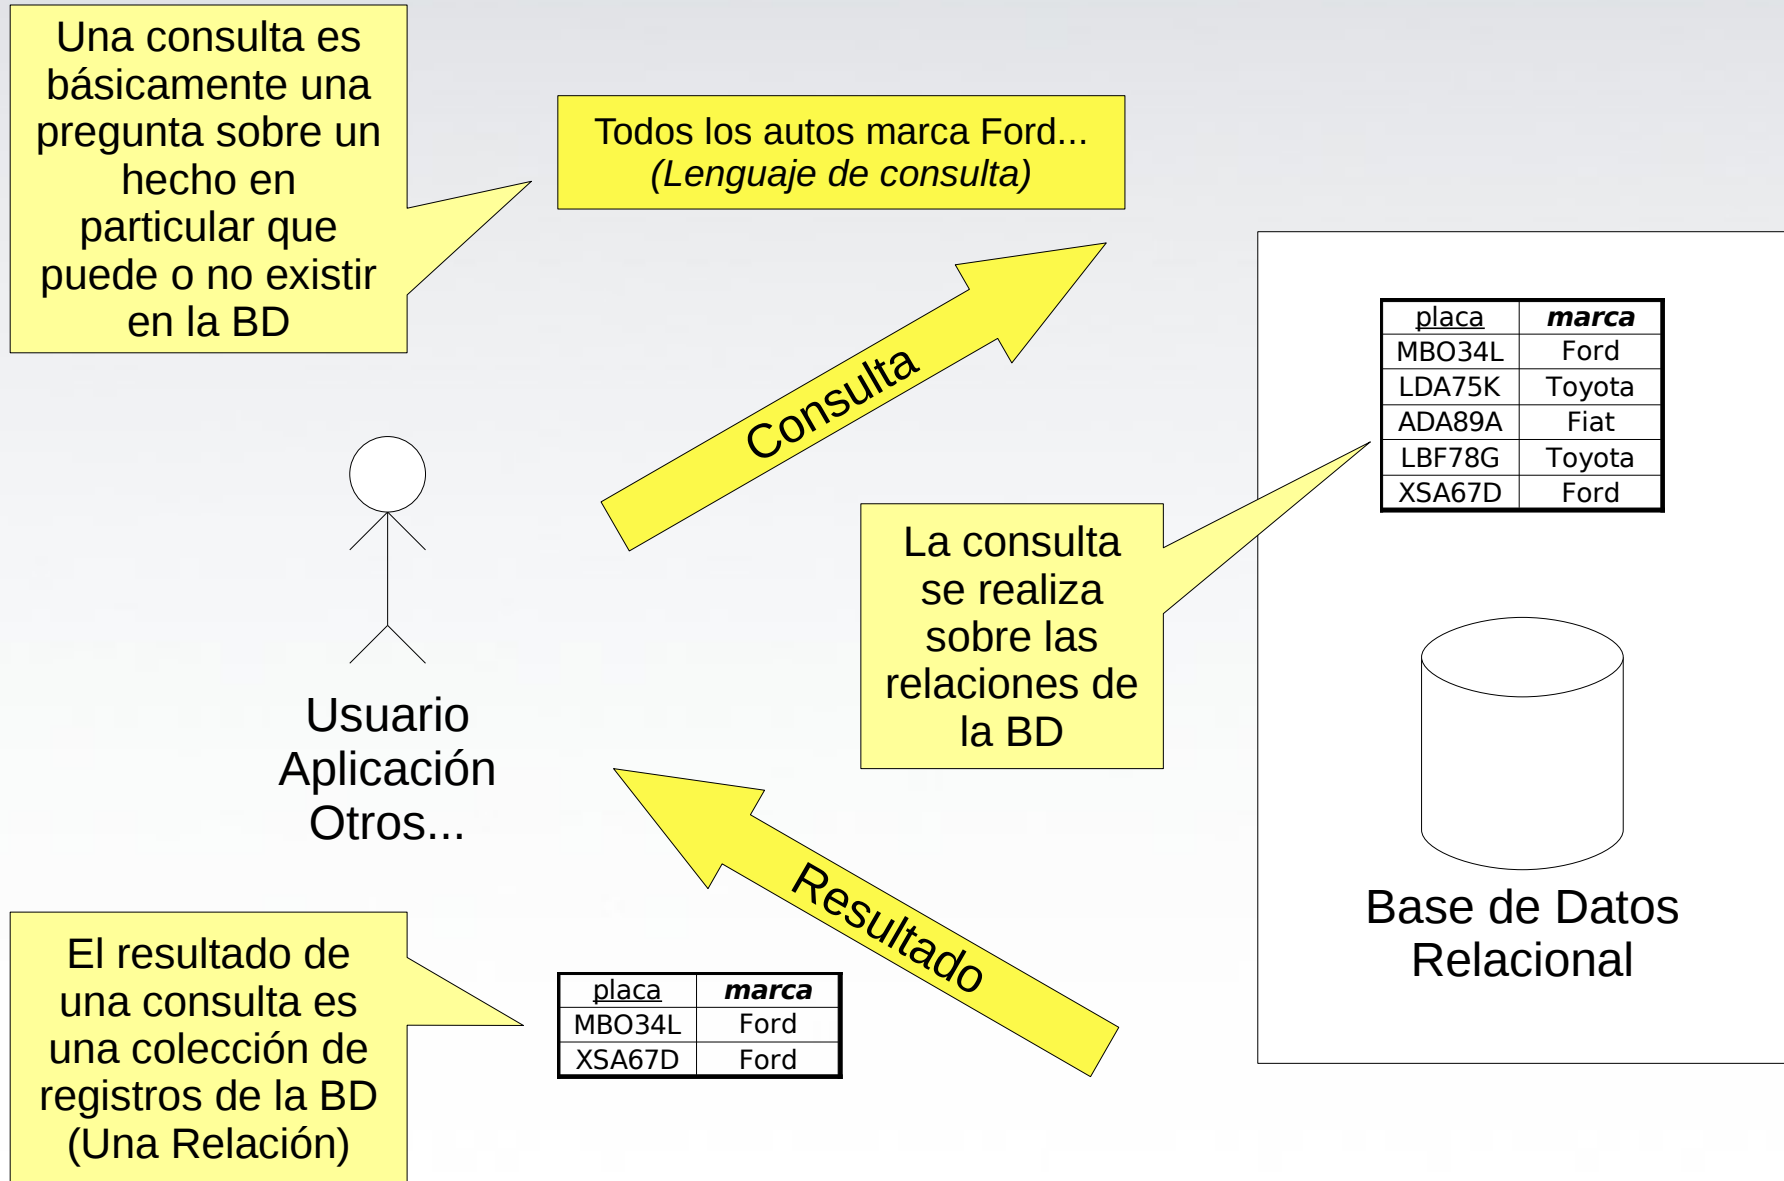 Una consulta es
básicamente una
pregunta sobre un
hecho en
particular que
puede o no existir
en la BD
Todos los autos marca Ford...
(Lenguaje de consulta)
Consulta
placa marca
MBO34L Ford
LDA75K Toyota
ADA89A Fiat
LBF78G Toyota
XSA67D Ford
La consulta
se realiza
sobre las
relaciones de
la BD
Usuario
Aplicación
Otros...
Base de Datos
Relacional
Resultado
El resultado de
una consulta es
una colección de
registros de la BD
(Una Relación)
placa marca
MBO34L Ford
XSA67D Ford